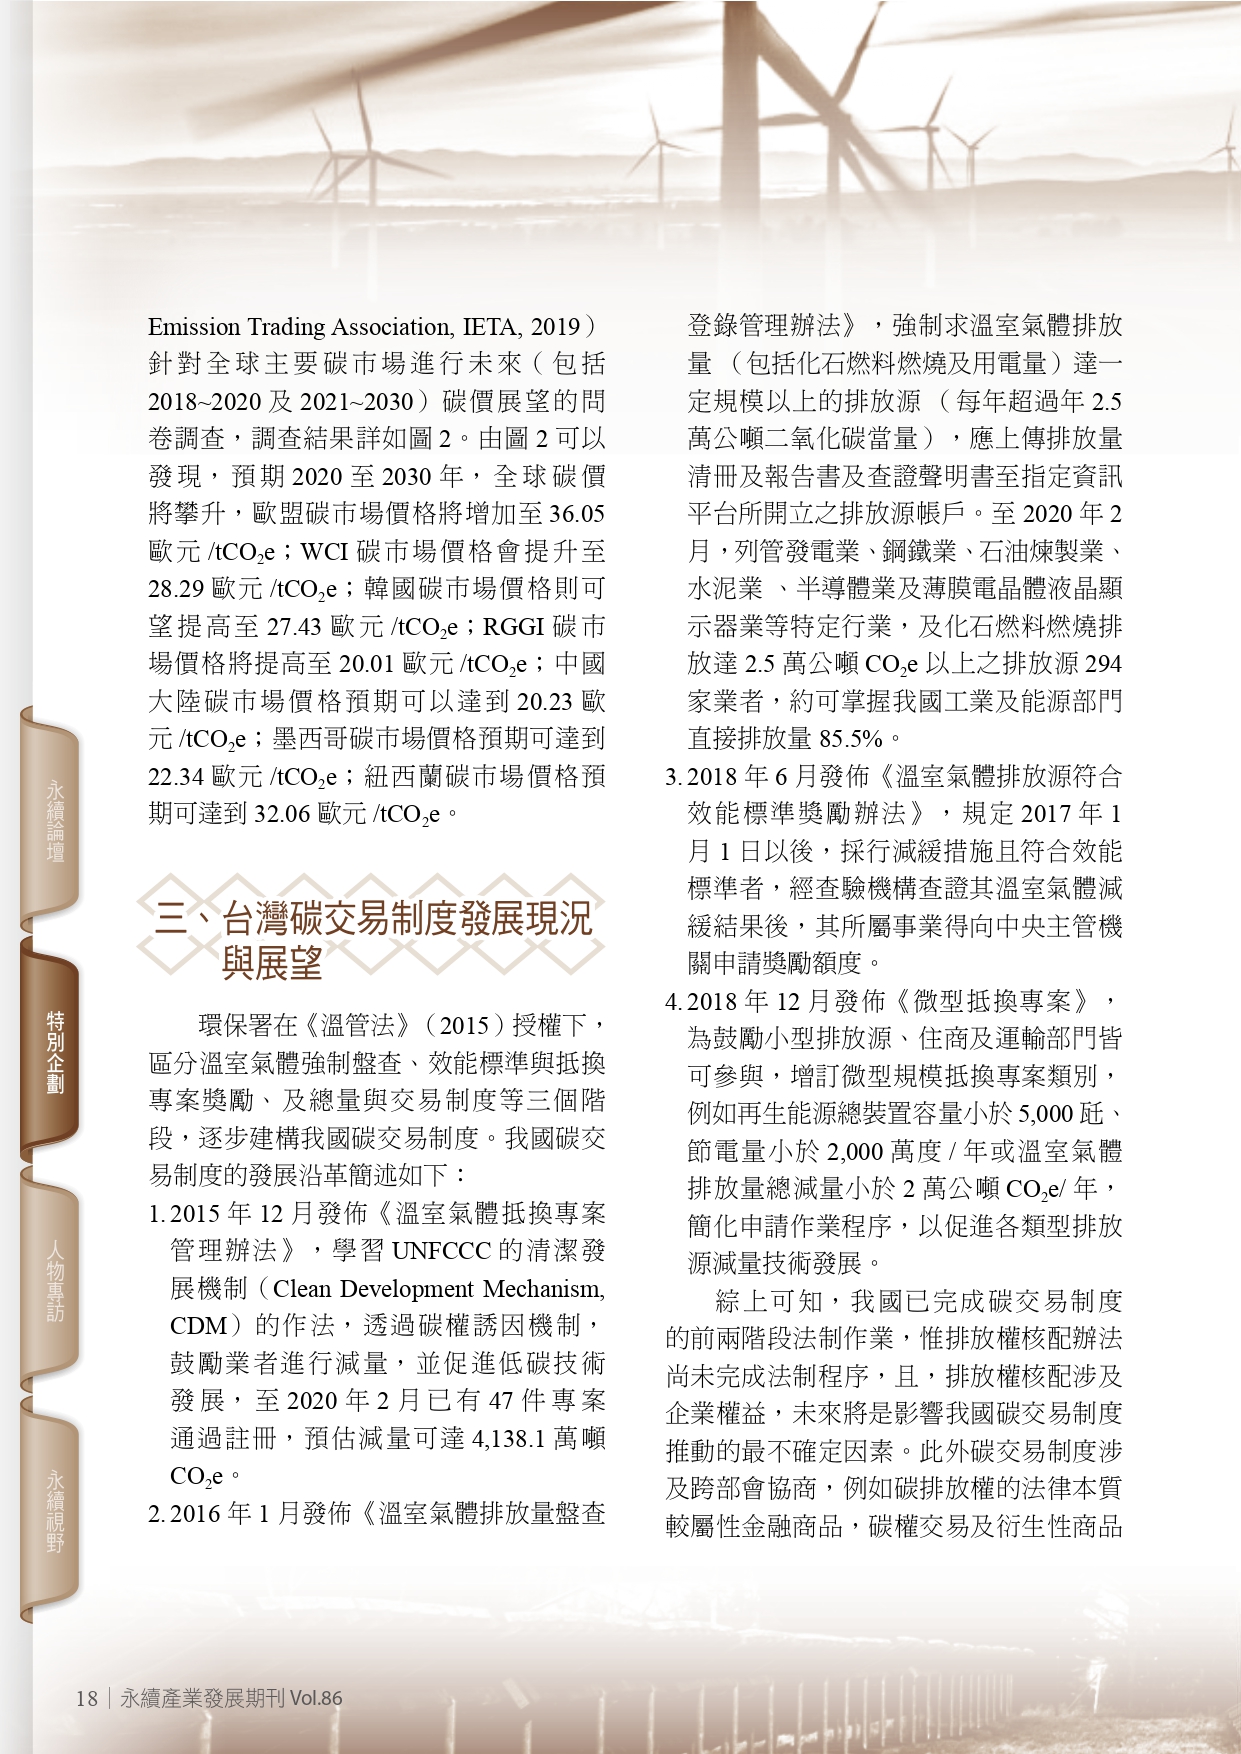 Emission Trading Association, IETA, 2019）
針對全球主要碳市場進行未來（包括
2018~2020 及 2021~2030）碳價展望的問
卷調查，調查結果詳如圖 2。由圖 2 可以
發現，預期 2020 至 2030 年，全球碳價
將攀升，歐盟碳市場價格將增加至 36.05
歐元 /tCO₂e；WCI 碳市場價格會提升至
28.29 歐元 /tCO₂e；韓國碳市場價格則可
望提高至 27.43 歐元 /tCO₂e；RGGI 碳市
場價格將提高至 20.01 歐元 /tCO₂e；中國
大陸碳市場價格預期可以達到 20.23 歐
元 /tCO₂e；墨西哥碳市場價格預期可達到
22.34 歐元 /tCO₂e；紐西蘭碳市場價格預
期可達到 32.06 歐元 /tCO₂e。
三、台灣碳交易制度發展現況
與展望
環保署在《溫管法》（2015）授權下，
區分溫室氣體強制盤查、效能標準與抵換
專案獎勵、及總量與交易制度等三個階
段，逐步建構我國碳交易制度。我國碳交
易制度的發展沿革簡述如下：
1. 2015 年 12 月發佈《溫室氣體抵換專案
管理辦法》，學習 UNFCCC 的清潔發
展機制（Clean Development Mechanism,
CDM）的作法，透過碳權誘因機制，
鼓勵業者進行減量，並促進低碳技術
發展，至 2020 年 2 月已有 47 件專案
通過註冊，預估減量可達 4,138.1 萬噸
CO₂e。
2. 2016 年 1 月發佈《溫室氣體排放量盤查
登錄管理辦法》，強制求溫室氣體排放
量（包括化石燃料燃燒及用電量）達一
定規模以上的排放源（每年超過年 2.5
萬公噸二氧化碳當量），應上傳排放量
清冊及報告書及查證聲明書至指定資訊
平台所開立之排放源帳戶。至 2020 年 2
月，列管發電業、鋼鐵業、石油煉製業、
水泥業、半導體業及薄膜電晶體液晶顯
示器業等特定行業，及化石燃料燃燒排
放達 2.5 萬公噸 CO₂e 以上之排放源 294
家業者，約可掌握我國工業及能源部門
直接排放量 85.5%。
3. 2018 年 6 月發佈《溫室氣體排放源符合
效能標準獎勵辦法》，規定 2017 年 1
月 1 日以後，採行減緩措施且符合效能
標準者，經查驗機構查證其溫室氣體減
緩結果後，其所屬事業得向中央主管機
關申請獎勵額度。
4. 2018 年 12 月發佈《微型抵換專案》，
為鼓勵小型排放源、住商及運輸部門皆
可參與，增訂微型規模抵換專案類別，
例如再生能源總裝置容量小於 5,000 瓩、
節電量小於 2,000 萬度 / 年或溫室氣體
排放量總減量小於 2 萬公噸 CO₂e/ 年，
簡化申請作業程序，以促進各類型排放
源減量技術發展。
綜上可知，我國已完成碳交易制度
的前兩階段法制作業，惟排放權核配辦法
尚未完成法制程序，且，排放權核配涉及
企業權益，未來將是影響我國碳交易制度
推動的最不確定因素。此外碳交易制度涉
及跨部會協商，例如碳排放權的法律本質
較屬性金融商品，碳權交易及衍生性商品
永續論壇
特別企劃
人物專訪
永續視野
18｜永續產業發展期刊 Vol.86